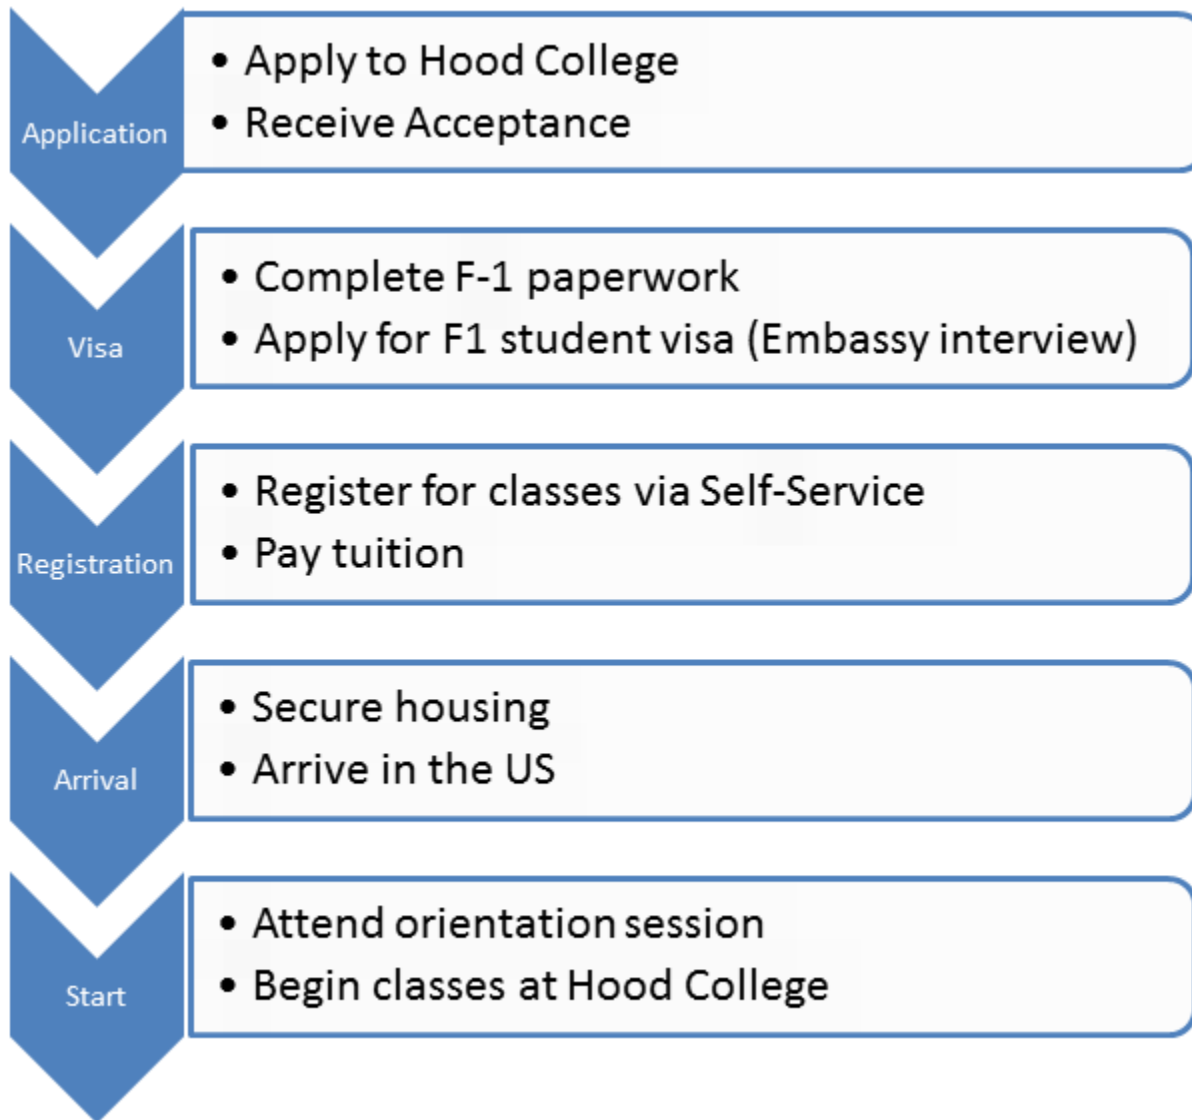 Application
• Apply to Hood College
• Receive Acceptance
Visa
• Complete F-1 paperwork
• Apply for F1 student visa (Embassy interview)
Registration
• Register for classes via Self-Service
• Pay tuition
Arrival
• Secure housing
• Arrive in the US
Start
• Attend orientation session
• Begin classes at Hood College